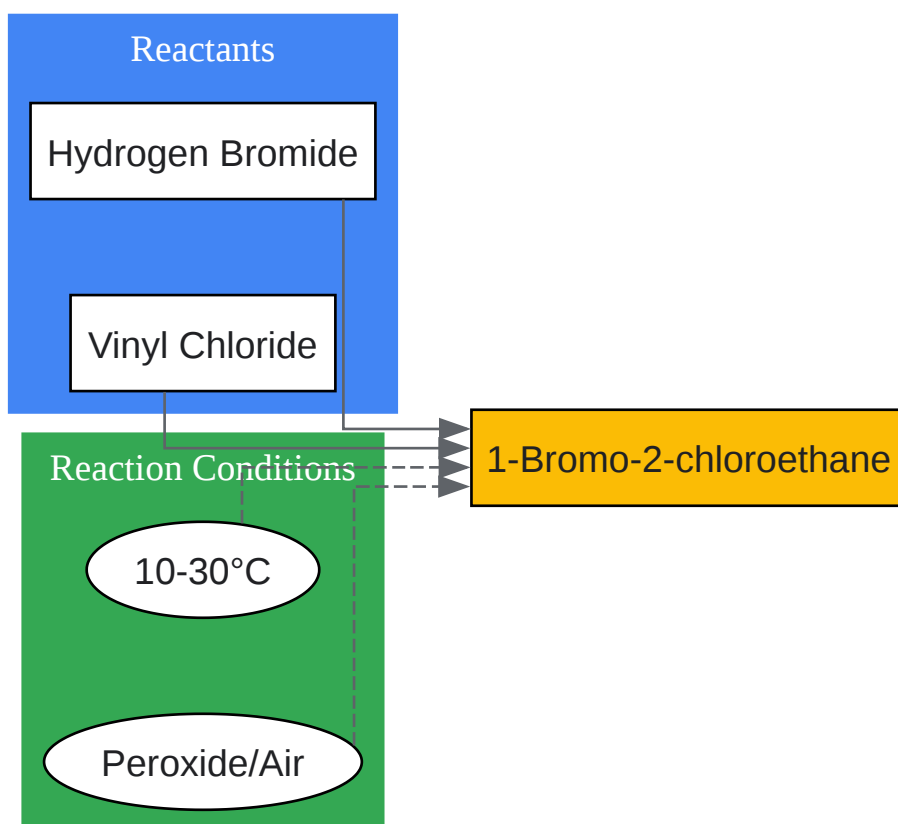 Reactants
Hydrogen Bromide
Vinyl Chloride
1-Bromo-2-chloroethane
Reaction Conditions
10-30°C
Peroxide/Air